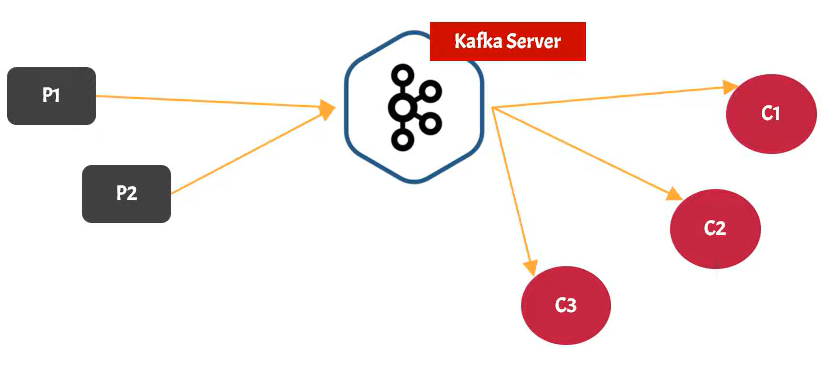 Kafka Server
P1
P2
C1
C2
C3